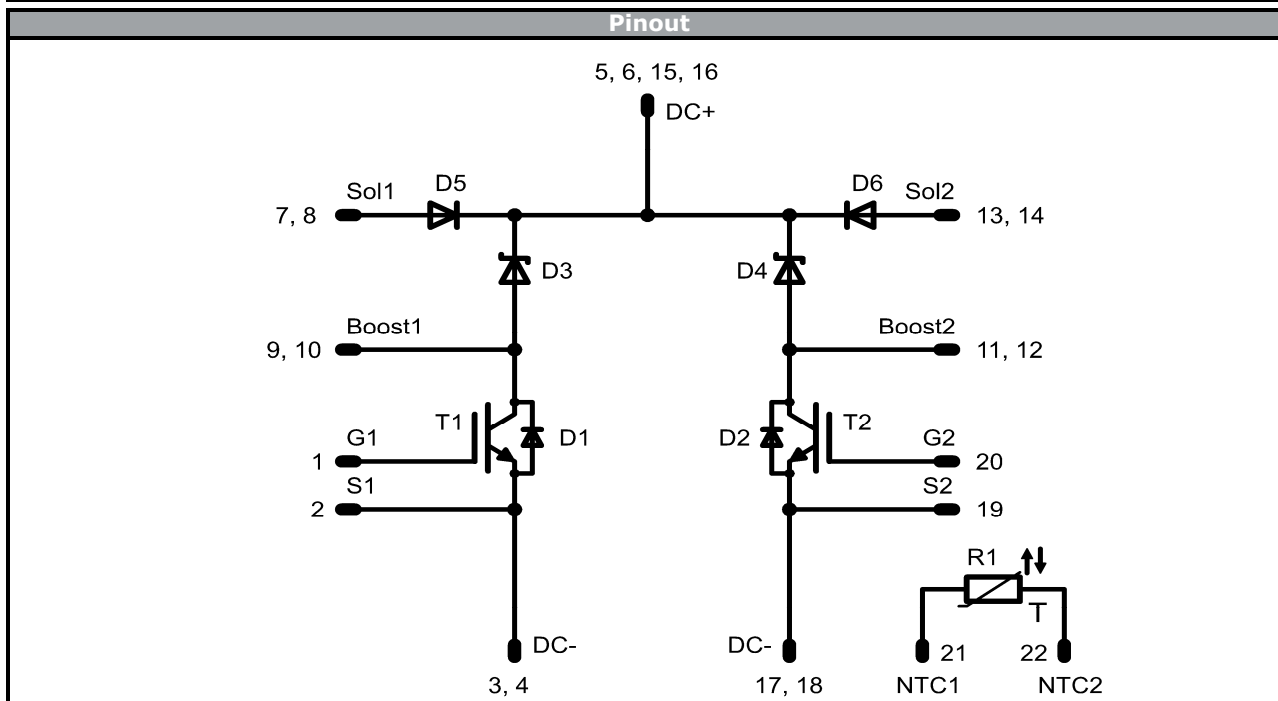 Pinout
5, 6, 15, 16
DC+
D5
D6
Sol1
Sol2
7, 8
13, 14
D3
D4
Boost1
Boost2
9, 10
11, 12
T1
D1
D2
T2
G1
G2
1
20
S1
S2
2
19
R1
T
DC-
DC-
21
22
3, 4
17, 18
NTC1
NTC2